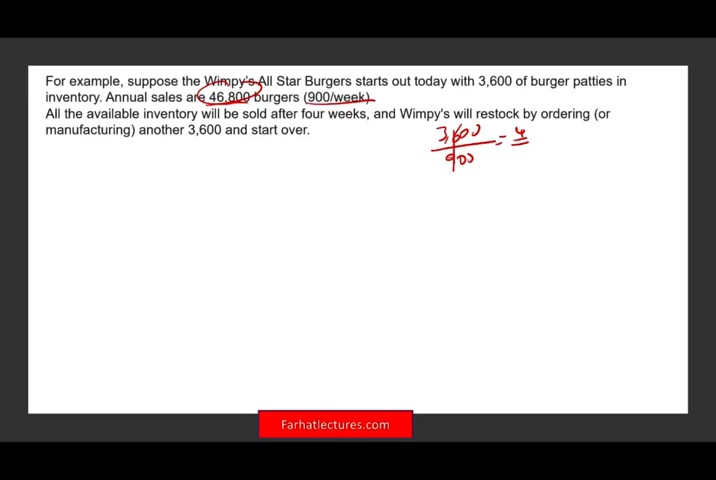 For example, suppose the Wimpy's All Star Burgers starts out today with 3,600 of burger patties in
inventory. Annual sales are 46,800 burgers (900/week).
All the available inventory will be sold after four weeks, and Wimpy's will restock by ordering (or
manufacturing) another 3,600 and start over.
3,600
= 4
900
Farhatlectures.com